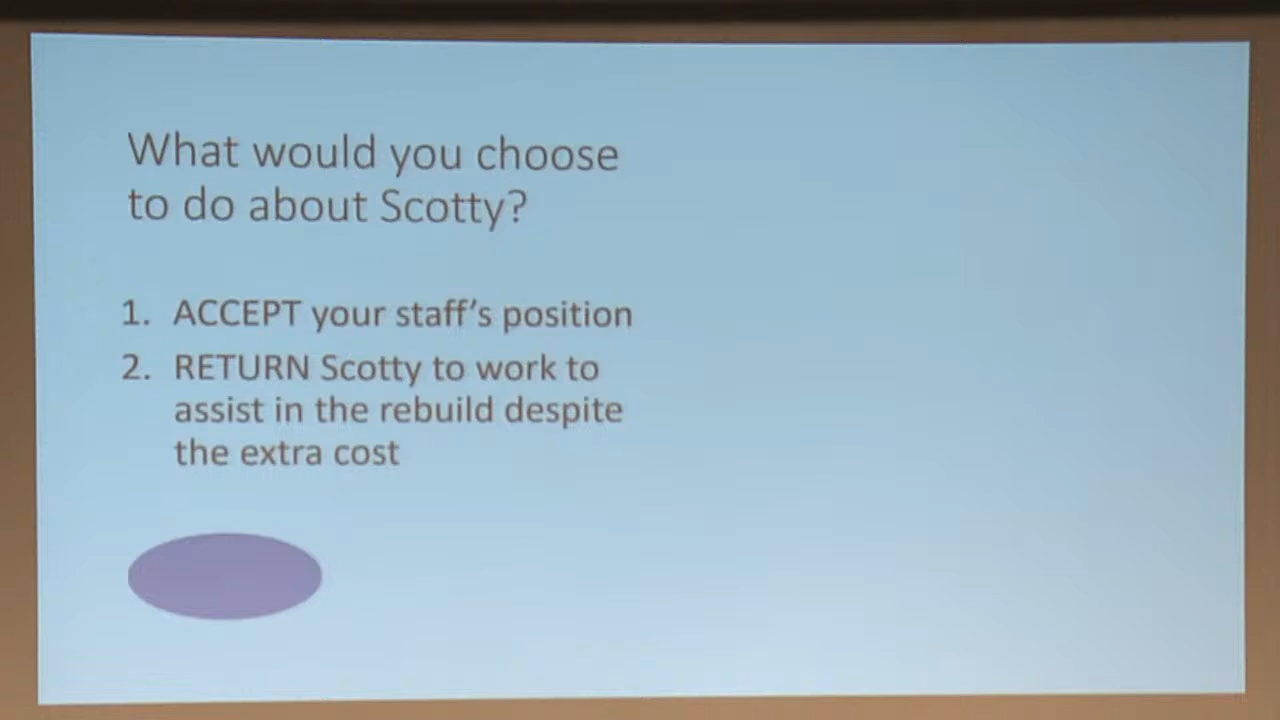 What would you choose
to do about Scotty?
1. ACCEPT your staff's position
2. RETURN Scotty to work to
assist in the rebuild despite
the extra cost